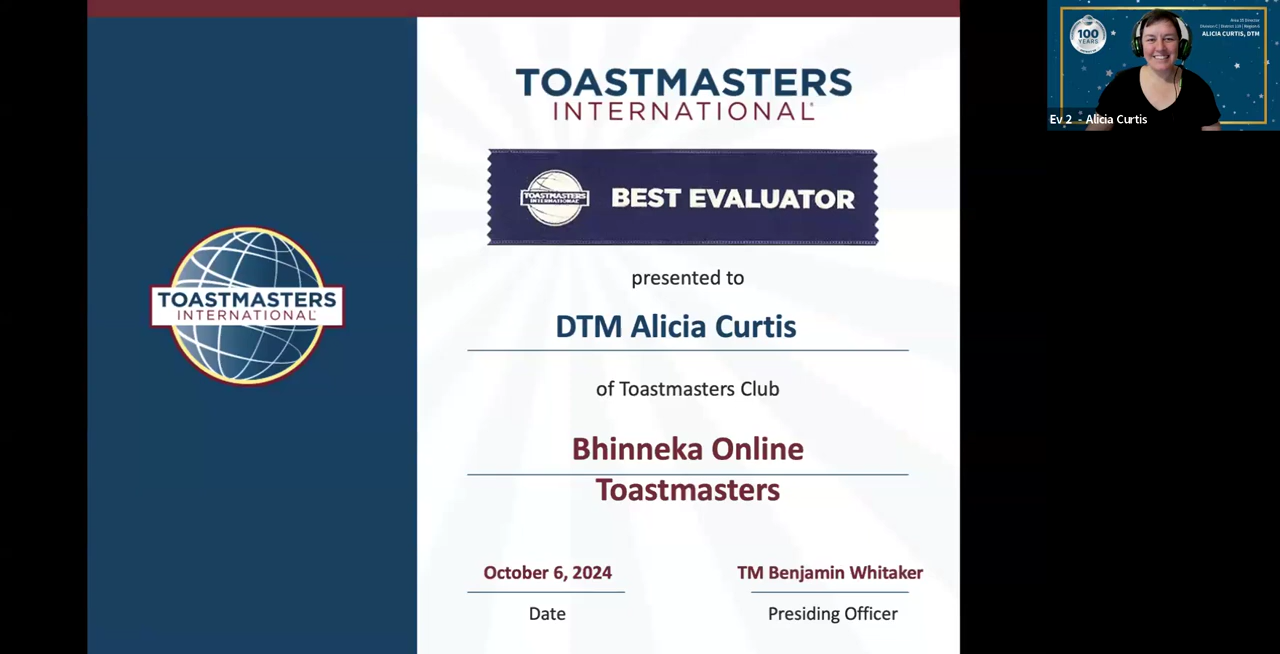 TOASTMASTERS
INTERNATIONAL
TOASTMASTERS
INTERNATIONAL
BEST EVALUATOR
presented to
DTM Alicia Curtis
of Toastmasters Club
Bhinneka Online
Toastmasters
October 6, 2024
TM Benjamin Whitaker
Date
Presiding Officer
TOASTMASTERS
INTERNATIONAL
100
YEARS
ALICIA CURTIS, DTM
Ev 2 - Alicia Curtis